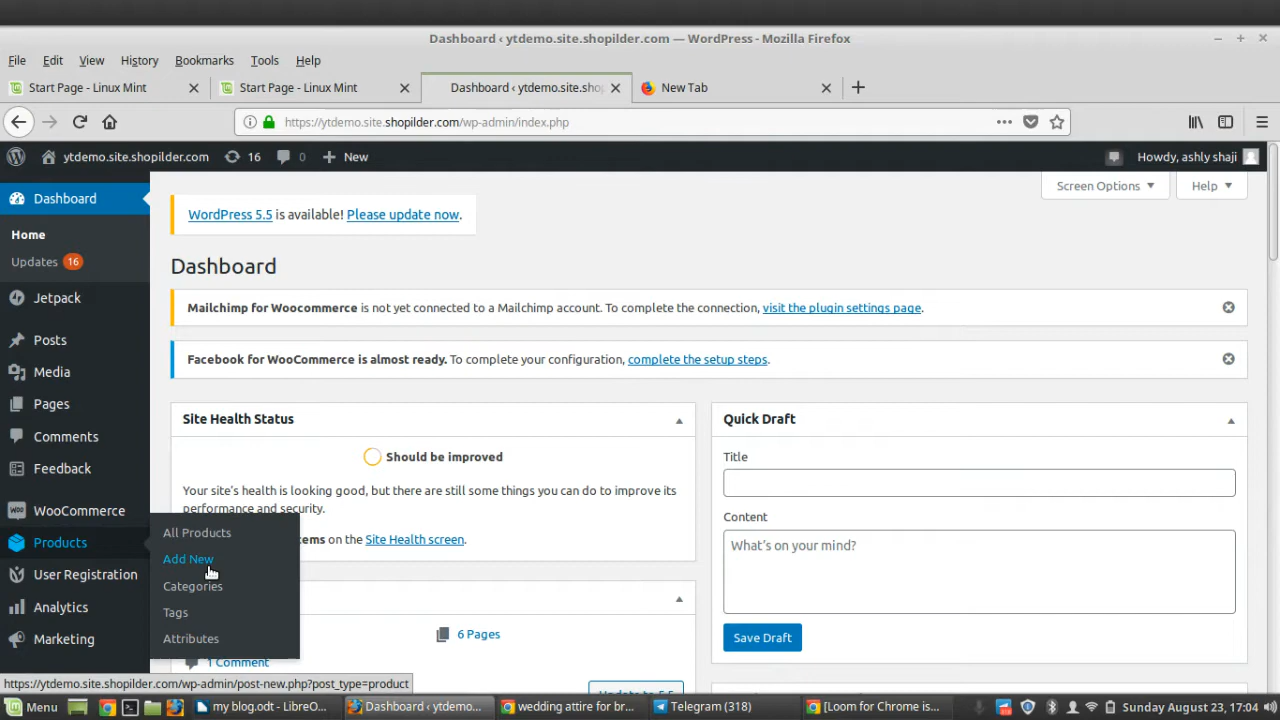 Dashboard ‹ ytdemo.site.shopilder.com — WordPress - Mozilla Firefox
File Edit View History Bookmarks Tools Help
Start Page - Linux Mint
Start Page - Linux Mint
Dashboard ‹ ytdemo.site.shop
New Tab
https://ytdemo.site.shopilder.com/wp-admin/index.php
ytdemo.site.shopilder.com 16 0 New
Howdy, ashly shaji
Dashboard
Home
Updates 16
Jetpack
Posts
Media
Pages
Comments
Feedback
WooCommerce
Products
User Registration
Analytics
Marketing
All Products
Add New
Categories
Tags
Attributes
Screen Options
Help
WordPress 5.5 is available! Please update now.
Dashboard
Mailchimp for Woocommerce is not yet connected to a Mailchimp account. To complete the connection, visit the plugin settings page.
Facebook for WooCommerce is almost ready. To complete your configuration, complete the setup steps.
Site Health Status
Should be improved
Your site's health is looking good, but there are still some things you can do to improve its
performance and security.
ems on the Site Health screen.
6 Pages
1 Comment
Update to 5.5
Quick Draft
Title
Content
What's on your mind?
Save Draft
https://ytdemo.site.shopilder.com/wp-admin/post-new.php?post_type=product
Menu
my blog.odt - LibreO...
Dashboard ‹ ytdemo...
wedding attire for br...
Telegram (318)
[Loom for Chrome is...
Sunday August 23, 17:04